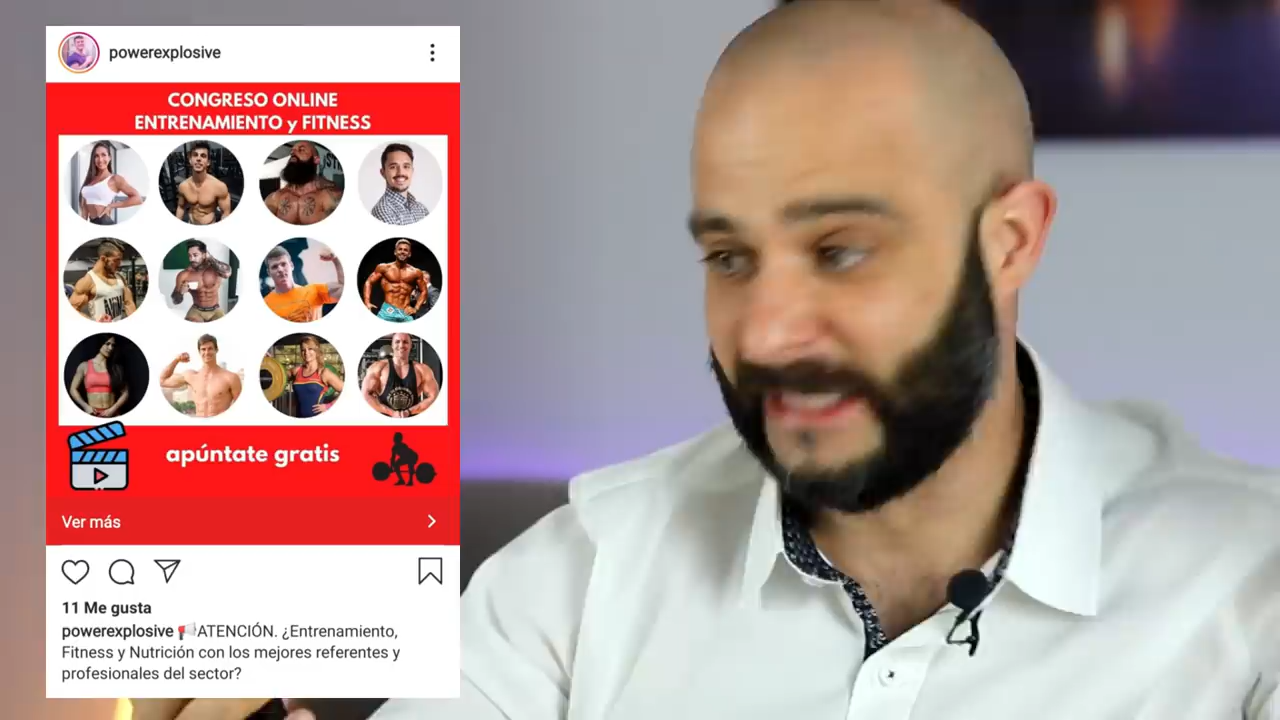 powerexplosive
CONGRESO ONLINE
ENTRENAMIENTO y FITNESS
apúntate gratis
Ver más
11 Me gusta
powerexplosive 📢ATENCIÓN. ¿Entrenamiento,
Fitness y Nutrición con los mejores referentes y
profesionales del sector?